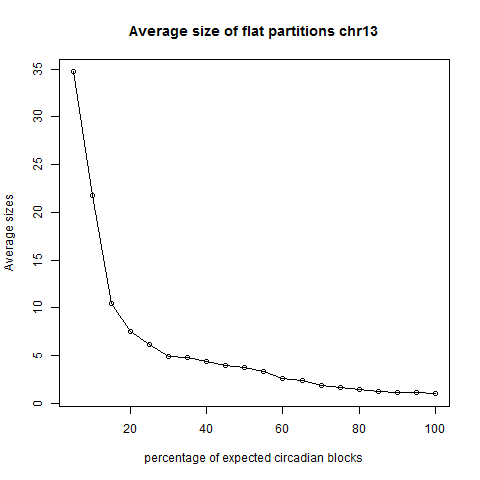 Average size of flat partitions chr13
Average sizes
35
30
25
20
15
10
5
0
20 40 60 80 100
percentage of expected circadian blocks